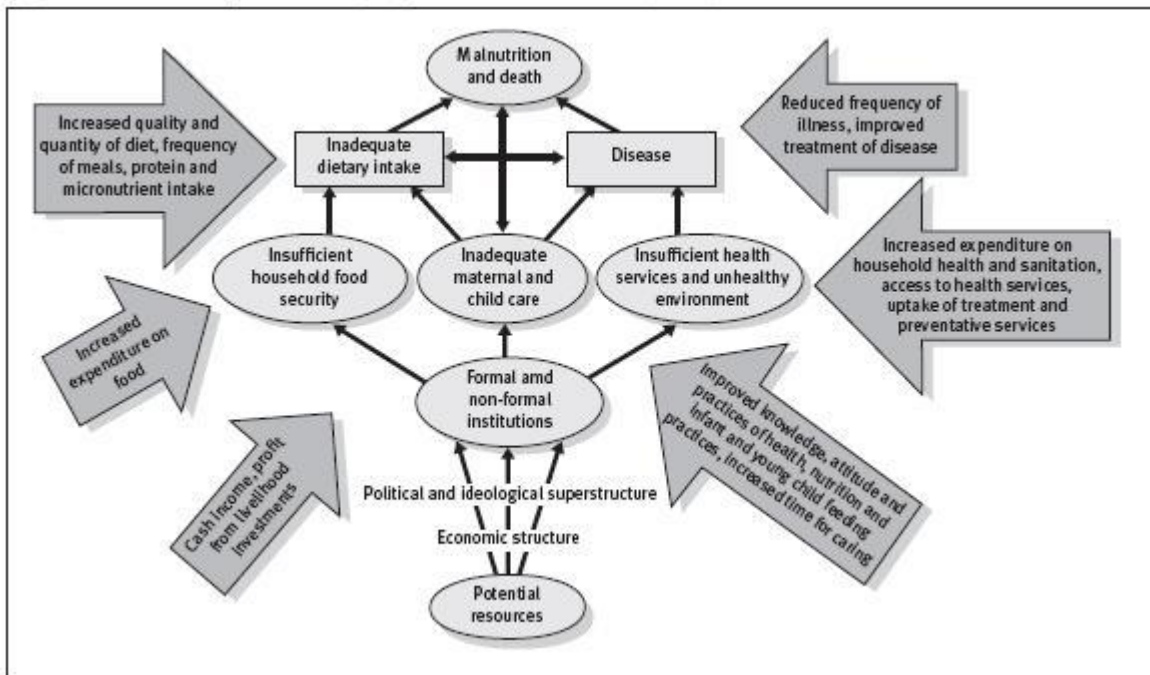 Malnutrition
and death
Increased quality and
quantity of diet, frequency
of meals, protein and
micronutrient intake
Inadequate
dietary intake
Disease
Reduced frequency of
illness, improved
treatment of disease
Insufficient
household food
security
Inadequate
maternal and
child care
Insufficient health
services and unhealthy
environment
Increased expenditure on
household health and sanitation,
access to health services,
uptake of treatment and
preventative services
Increased
expenditure on
food
Formal amd
non-formal
institutions
Improved knowledge, attitude and
practices of health, nutrition and
infant and young child feeding
practices, increased time for caring
Cash income, profit
from livelihood
investments
Political and ideological superstructure
Economic structure
Potential
resources